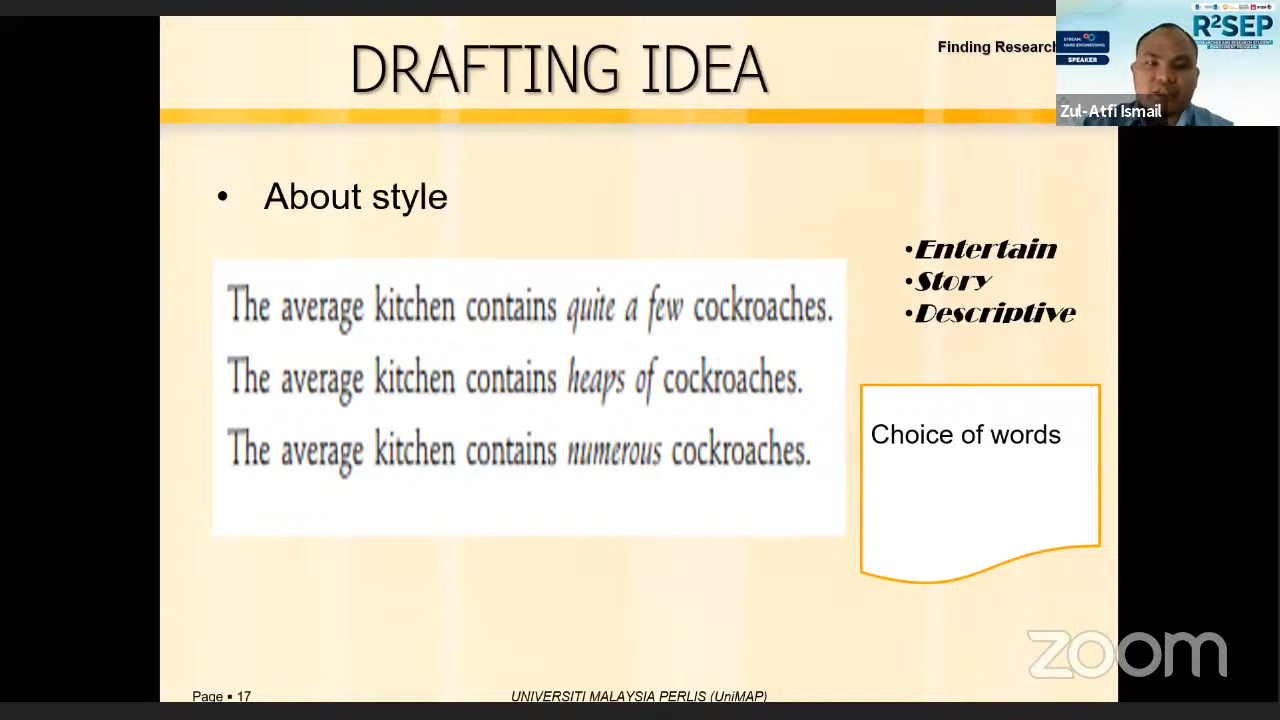 DRAFTING IDEA
Finding Research
R²SEP
SPEAKER
Zul-Atfi Ismail
• About style
The average kitchen contains quite a few cockroaches.
The average kitchen contains heaps of cockroaches.
The average kitchen contains numerous cockroaches.
•Entertain
•Story
•Descriptive
Choice of words
zoom
Page ▪ 17
UNIVERSITI MALAYSIA PERLIS (UniMAP)